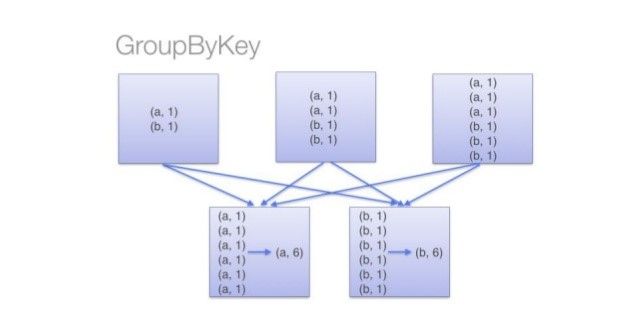 GroupByKey
(a, 1)
(b, 1)
(a, 1)
(a, 1)
(b, 1)
(b, 1)
(a, 1)
(a, 1)
(a, 1)
(b, 1)
(b, 1)
(b, 1)
(a, 1)
(a, 1)
(a, 1)
(a, 1)
(a, 1)
(a, 1)
(a, 6)
(b, 1)
(b, 1)
(b, 1)
(b, 1)
(b, 1)
(b, 1)
(b, 6)